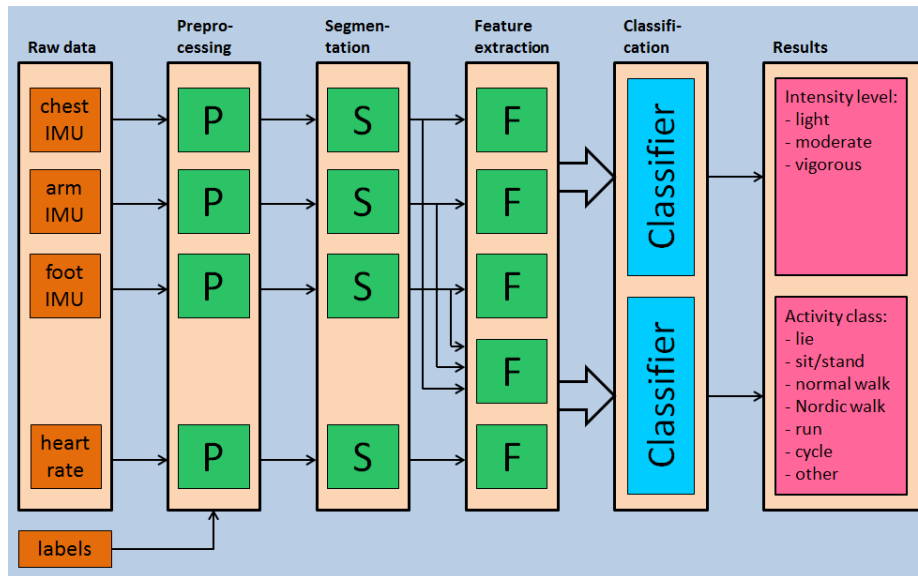 Raw data
Prepro-
cessing
Segmen-
tation
Feature
extraction
Classifi-
cation
Results
chest
IMU
P
S
F
arm
IMU
P
S
F
foot
IMU
P
S
F
F
heart
rate
P
S
F
labels
Classifier
Classifier
Intensity level:
- light
- moderate
- vigorous
Activity class:
- lie
- sit/stand
- normal walk
- Nordic walk
- run
- cycle
- other